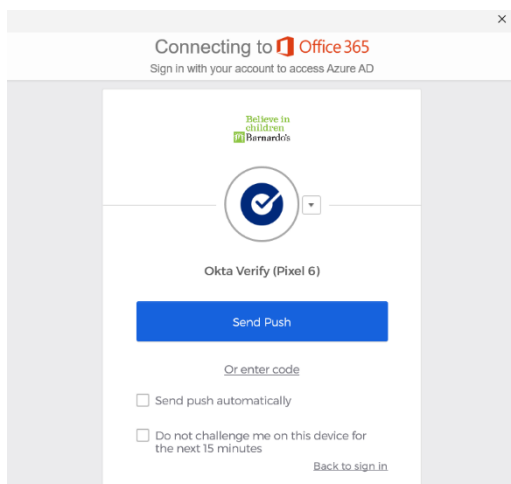 Connecting to Office 365
Sign in with your account to access Azure AD
Believe in
children
Barnardo's
Okta Verify (Pixel 6)
Send Push
Or enter code
Send push automatically
Do not challenge me on this device for
the next 15 minutes
Back to sign in